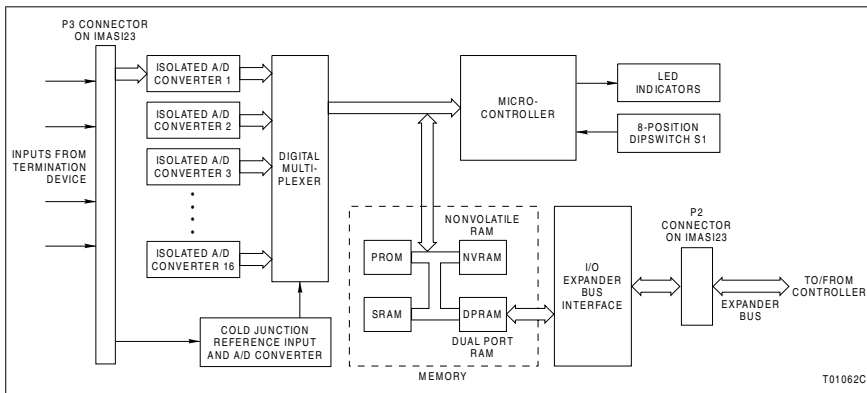 P3 CONNECTOR
ON IMASI23
INPUTS FROM
TERMINATION
DEVICE
ISOLATED A/D
CONVERTER 1
ISOLATED A/D
CONVERTER 2
ISOLATED A/D
CONVERTER 3
ISOLATED A/D
CONVERTER 16
DIGITAL
MULTI-
PLEXER
COLD JUNCTION
REFERENCE INPUT
AND A/D CONVERTER
MICRO-
CONTROLLER
LED
INDICATORS
8-POSITION
DIPSWITCH S1
NONVOLATILE
RAM
PROM
NVRAM
SRAM
DPRAM
DUAL PORT
RAM
MEMORY
I/O
EXPANDER
BUS
INTERFACE
P2
CONNECTOR
ON IMASI23
EXPANDER
BUS
TO/FROM
CONTROLLER
T01062C